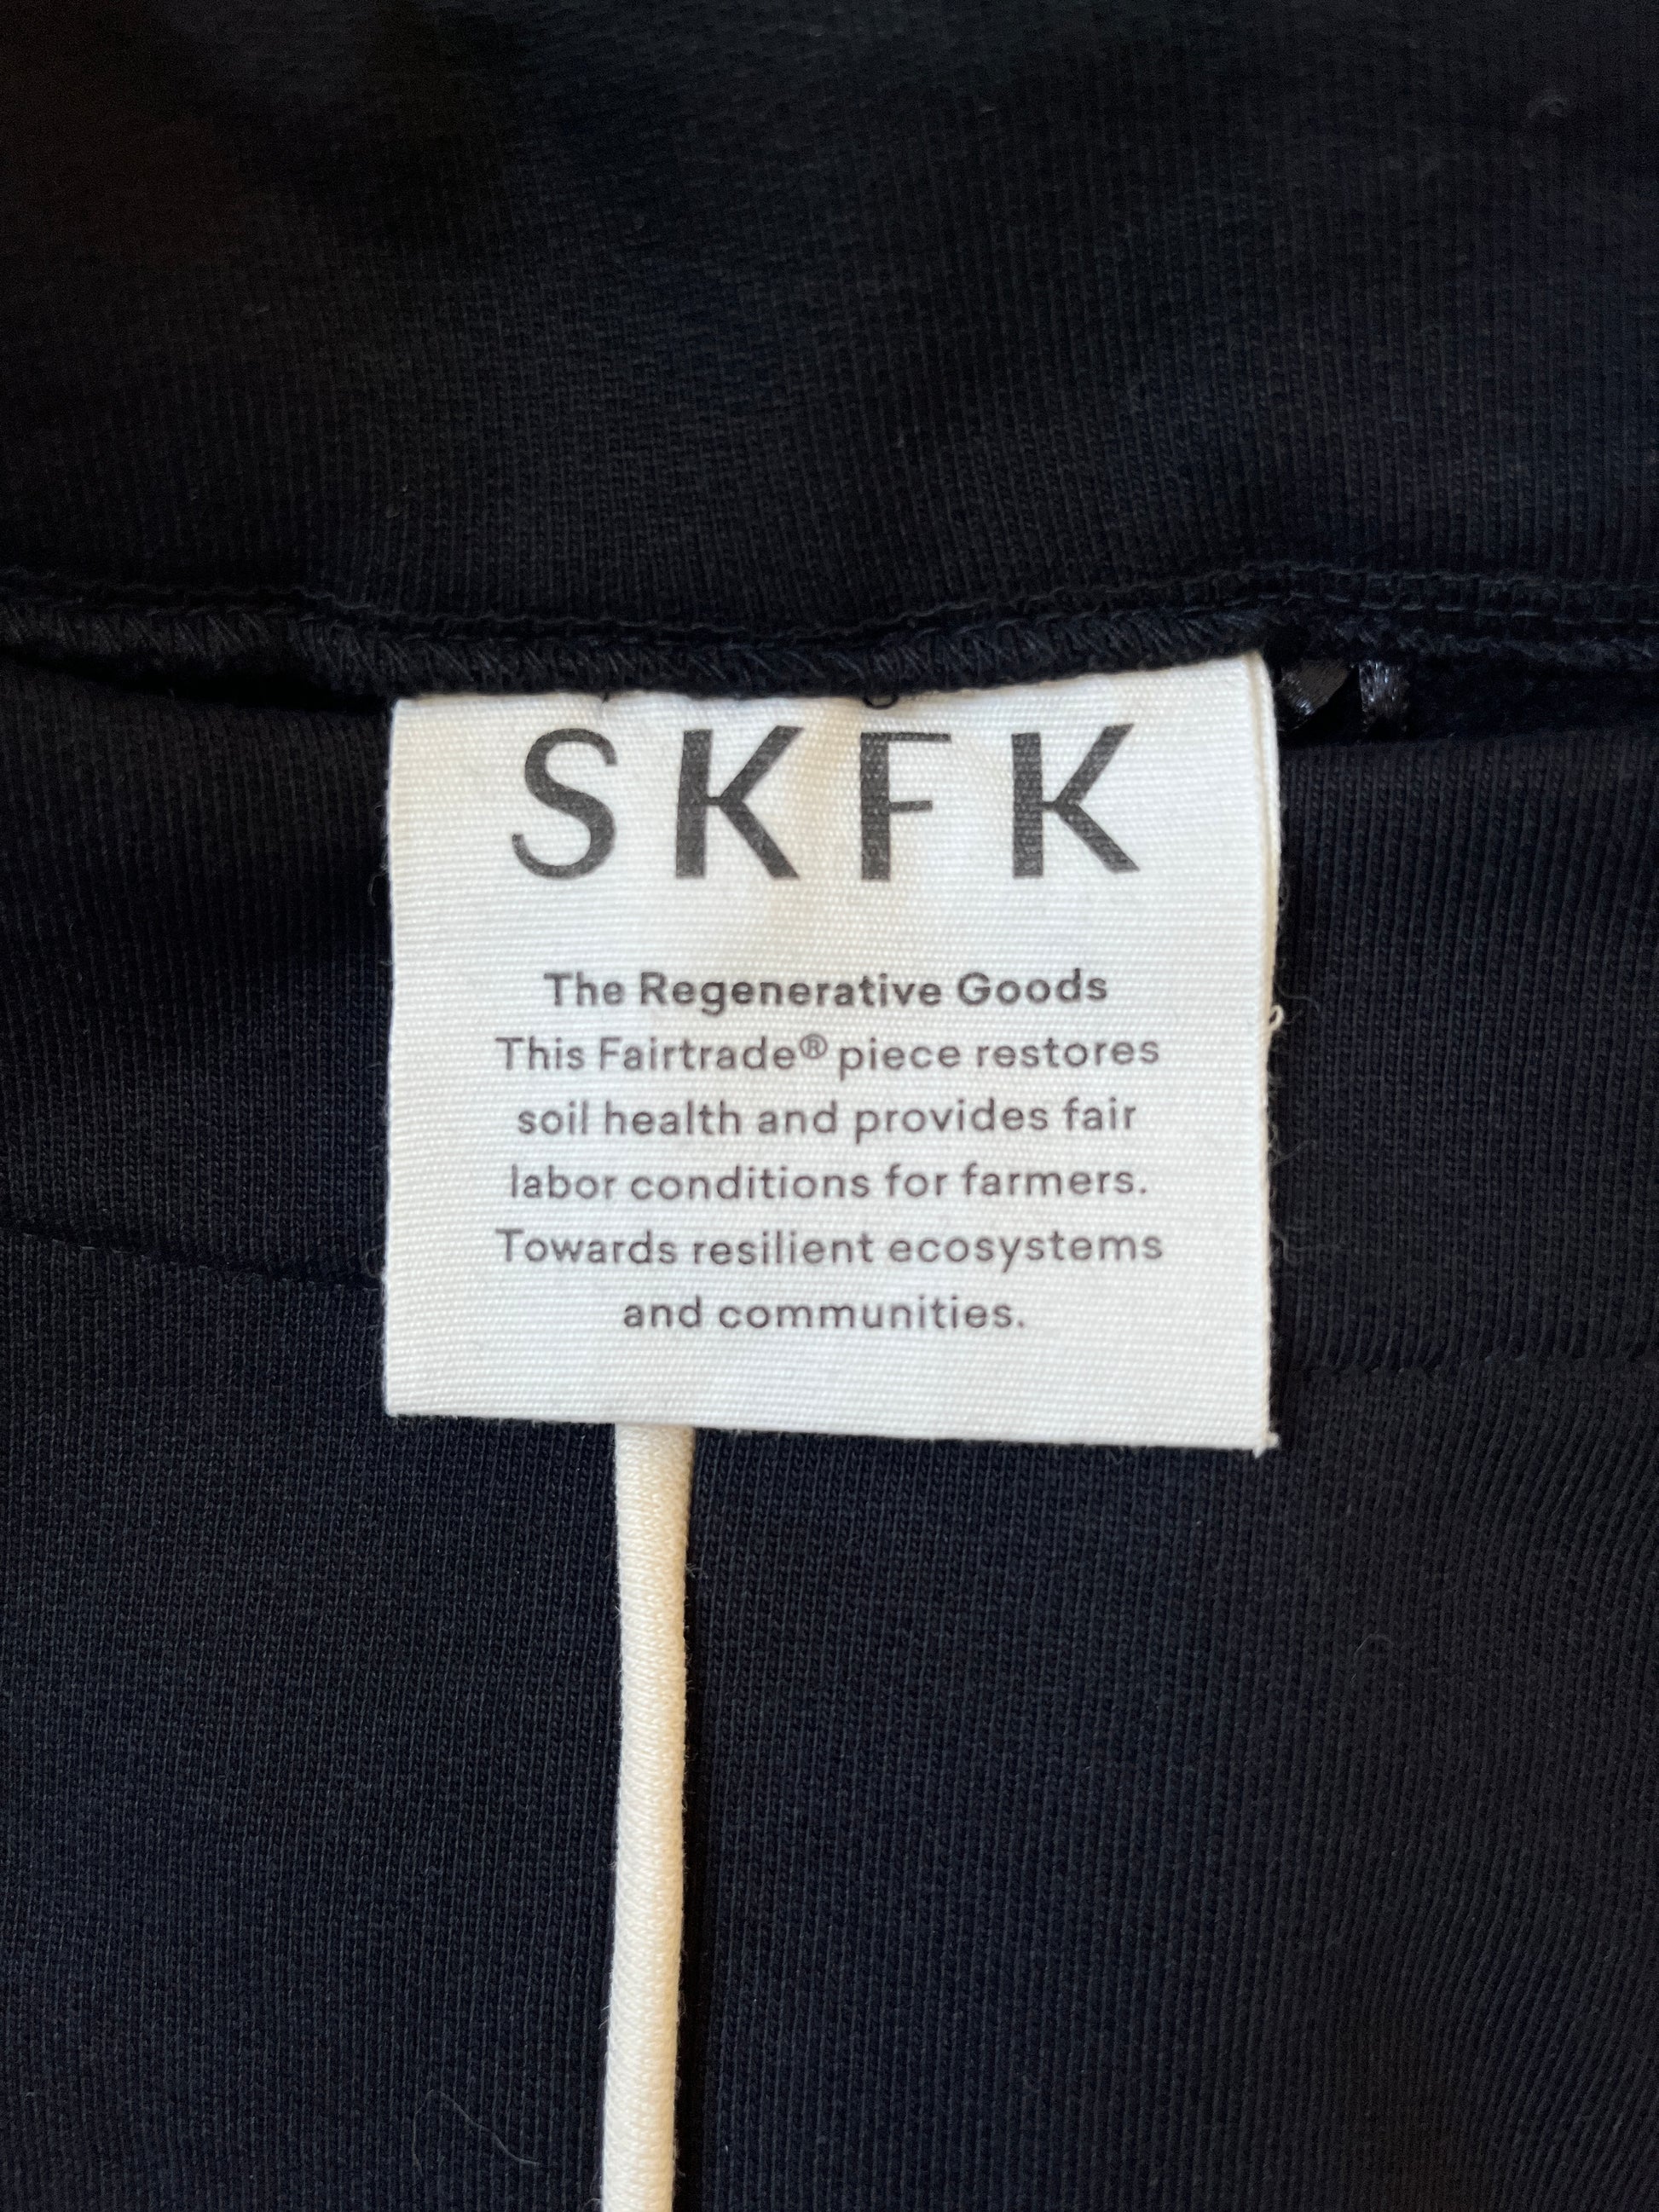 SKFK
The Regenerative Goods
This Fairtrade® piece restores
soil health and provides fair
labor conditions for farmers.
Towards resilient ecosystems
and communities.